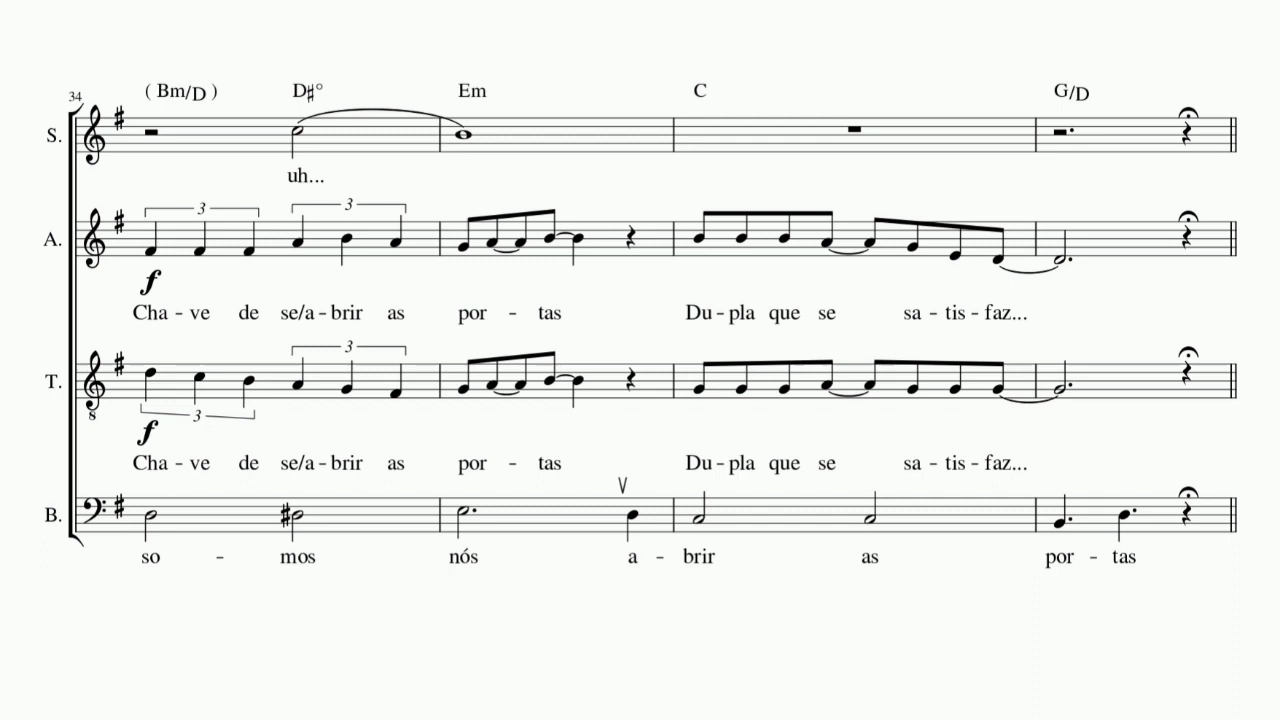 34 ( Bm/D ) D♯° Em C G/D
S.
uh...
3 3
A.
f
Cha - ve de se/a - brir as por - tas Du - pla que se sa - tis - faz...
3
T.
8
3
f
Cha - ve de se/a - brir as por - tas Du - pla que se sa - tis - faz...
B.
so - mos nós a - brir as por - tas